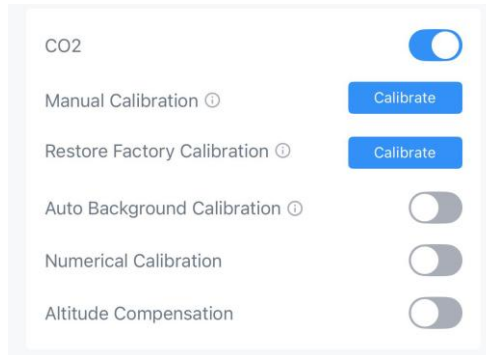 CO2
Manual Calibration ⓘ Calibrate
Restore Factory Calibration ⓘ Calibrate
Auto Background Calibration ⓘ
Numerical Calibration
Altitude Compensation